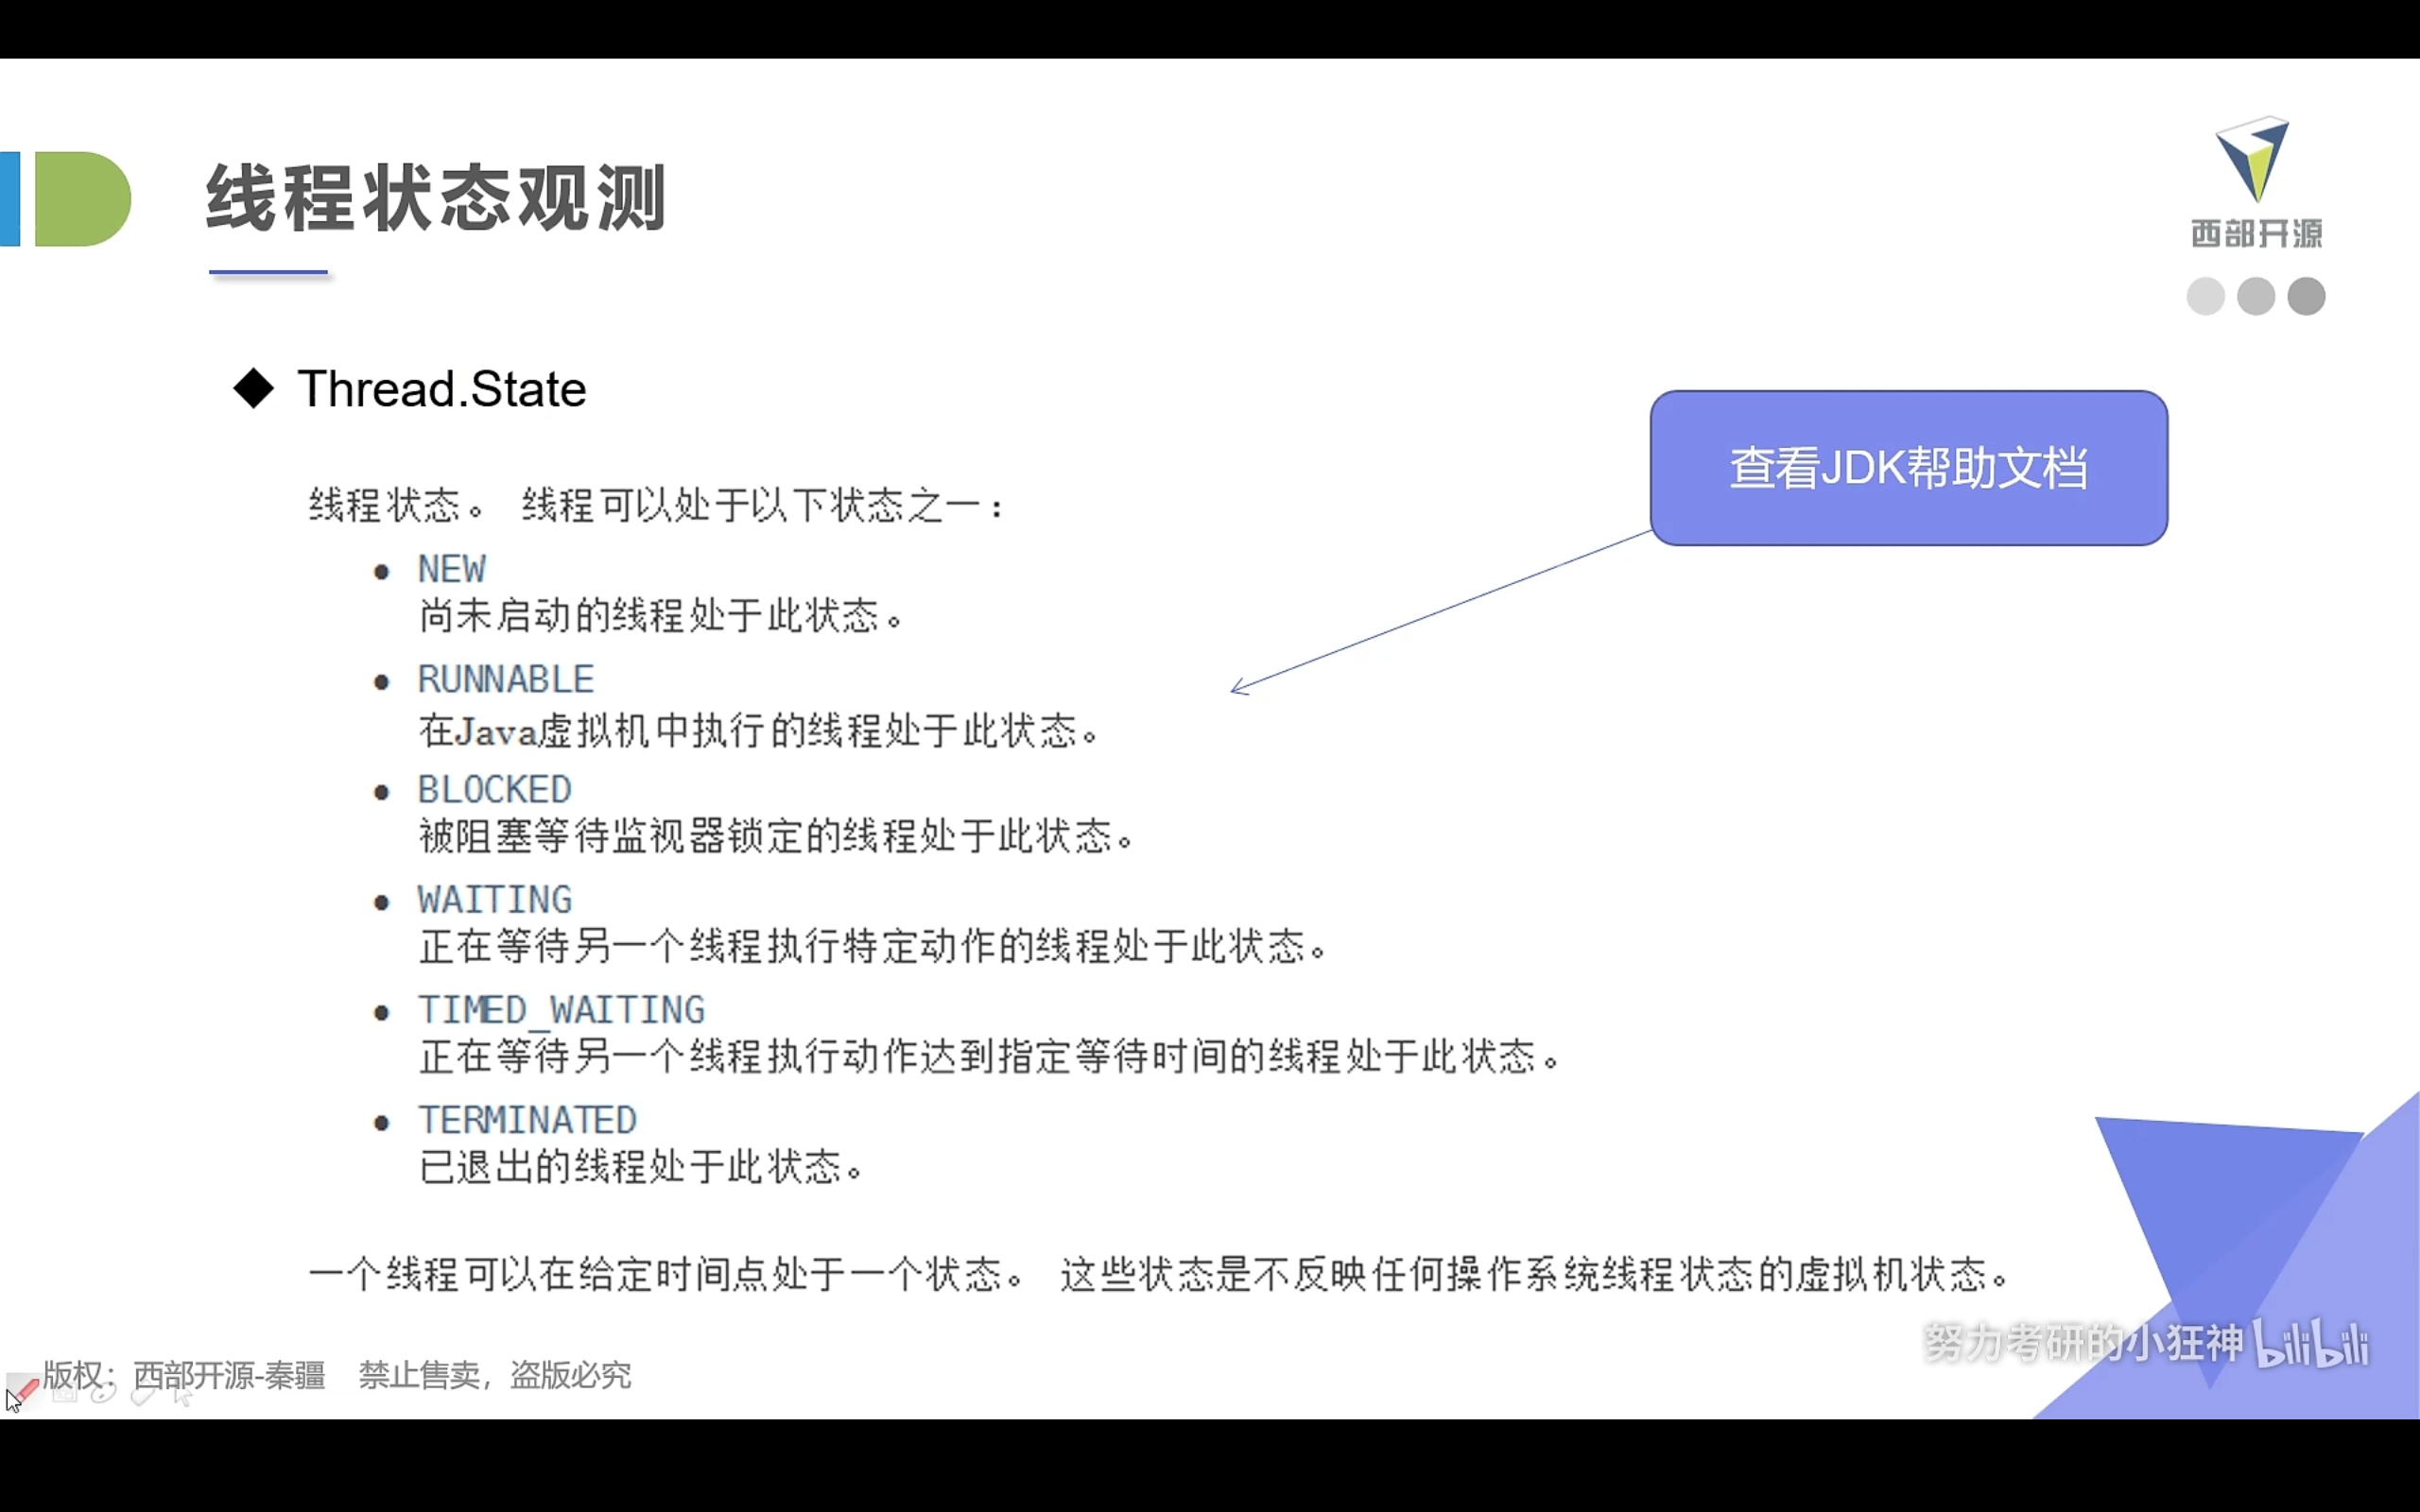 线程状态观测
西部开源
◆ Thread.State
查看JDK帮助文档
线程状态。 线程可以处于以下状态之一：
• NEW
尚未启动的线程处于此状态。
• RUNNABLE
在Java虚拟机中执行的线程处于此状态。
• BLOCKED
被阻塞等待监视器锁定的线程处于此状态。
• WAITING
正在等待另一个线程执行特定动作的线程处于此状态。
• TIMED_WAITING
正在等待另一个线程执行动作达到指定等待时间的线程处于此状态。
• TERMINATED
已退出的线程处于此状态。
一个线程可以在给定时间点处于一个状态。 这些状态是不反映任何操作系统线程状态的虚拟机状态。
努力考研的小狂神 bilibili
版权：西部开源-秦疆 禁止售卖，盗版必究